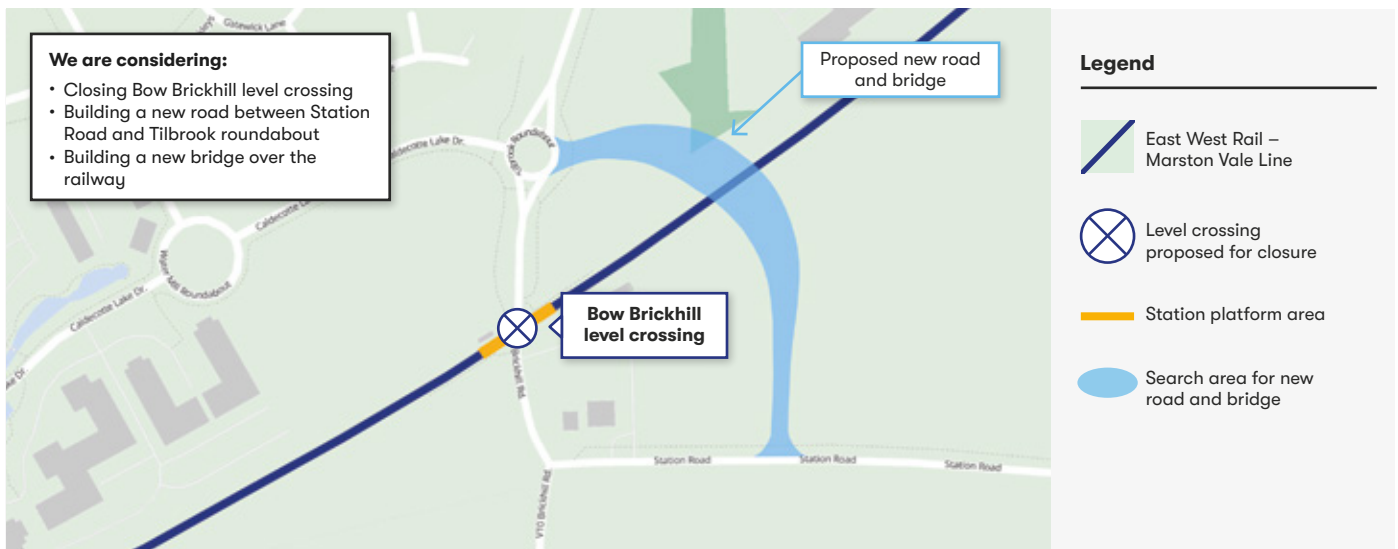 Gatewick Lane
We are considering:
• Closing Bow Brickhill level crossing
• Building a new road between Station
Road and Tilbrook roundabout
• Building a new bridge over the
railway
Proposed new road
and bridge
Caldecotte Lake Dr.
Tilbrook Roundabout
Caldecotte
Water Mill Roundabout
Caldecotte Lake Dr.
Lake Dr.
Bow Brickhill
level crossing
Brickhill Rd.
Station Road
Station Road
Station Road
V10 Brickhill Rd.
Legend
East West Rail –
Marston Vale Line
Level crossing
proposed for closure
Station platform area
Search area for new
road and bridge